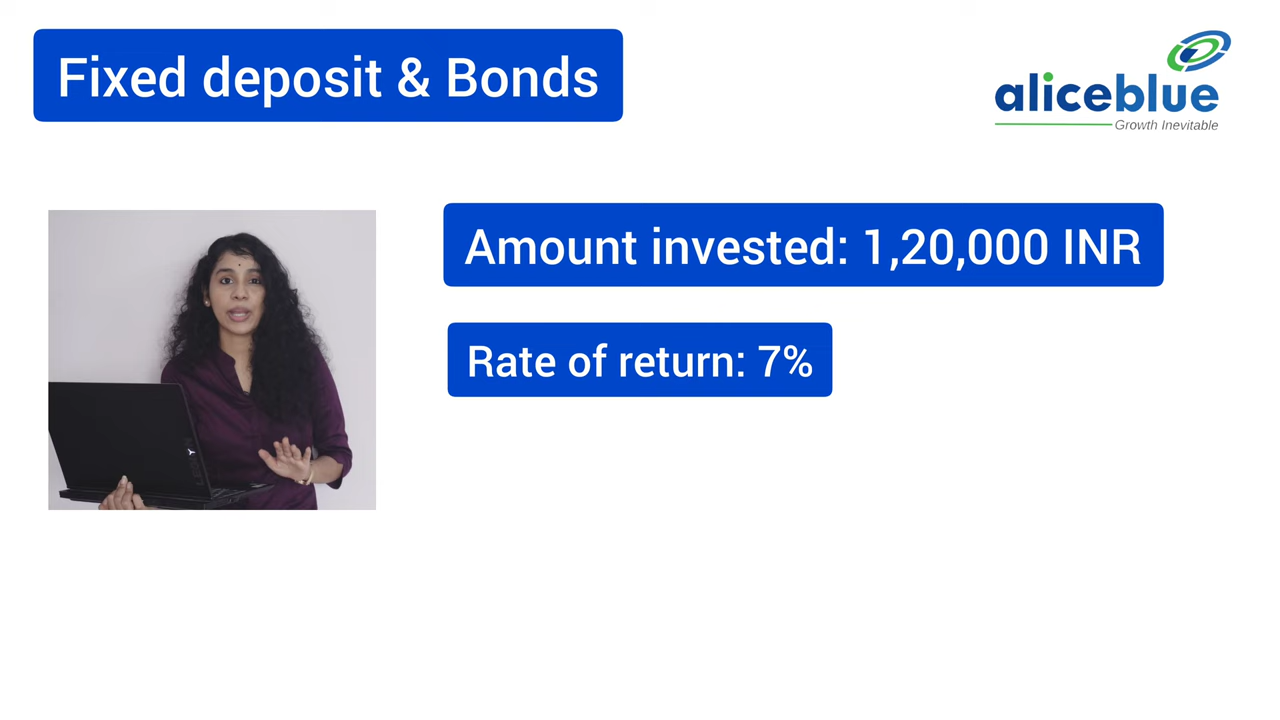 Fixed deposit & Bonds
aliceblue
Growth Inevitable
Amount invested: 1,20,000 INR
Rate of return: 7%